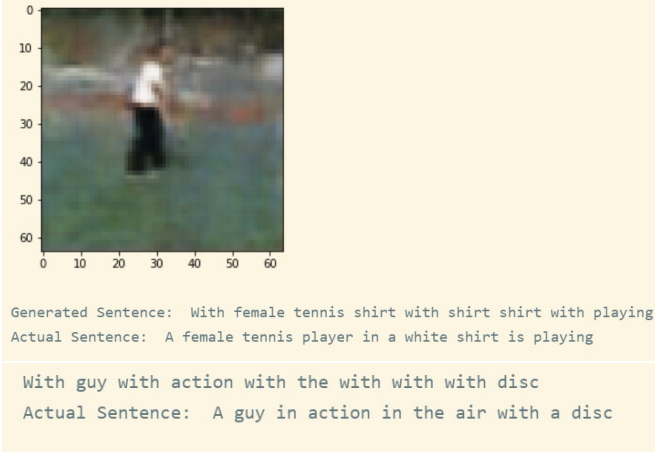 0
10
20
30
40
50
60
0 10 20 30 40 50 60
Generated Sentence: With female tennis shirt with shirt shirt with playing
Actual Sentence: A female tennis player in a white shirt is playing
With guy with action with the with with with disc
Actual Sentence: A guy in action in the air with a disc